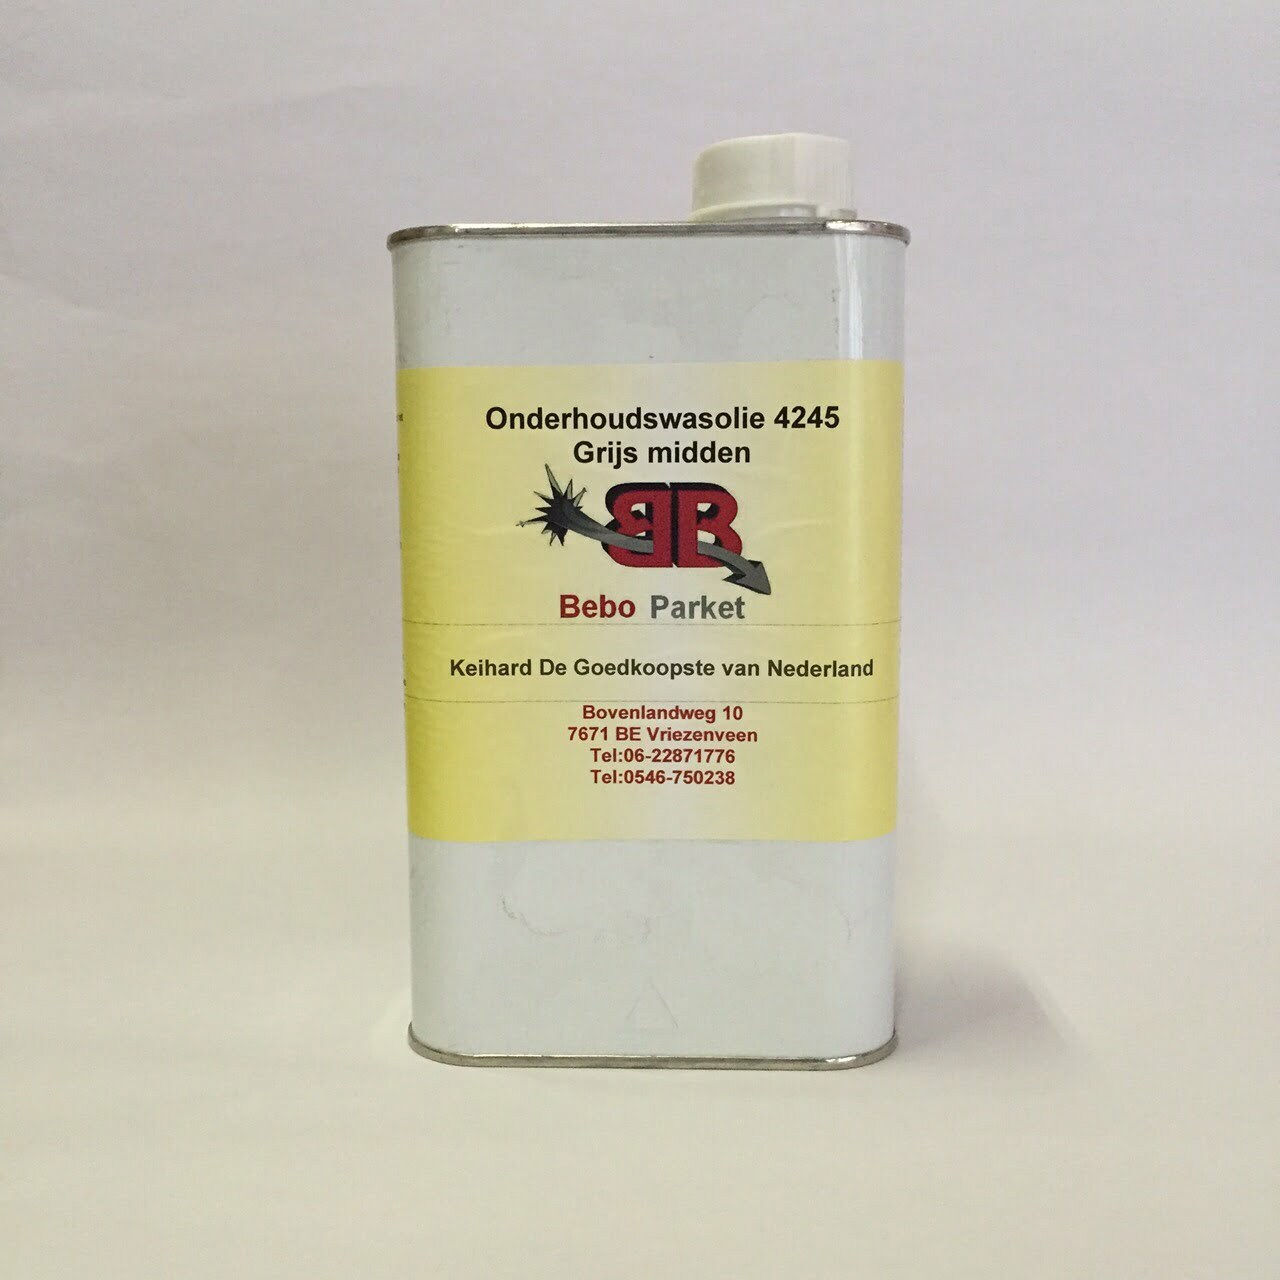 Onderhoudswasolie 4245
Grijs midden
BB
Bebo Parket
Keihard De Goedkoopste van Nederland
Bovenlandweg 10
7671 BE Vriezenveen
Tel:06-22871776
Tel:0546-750238